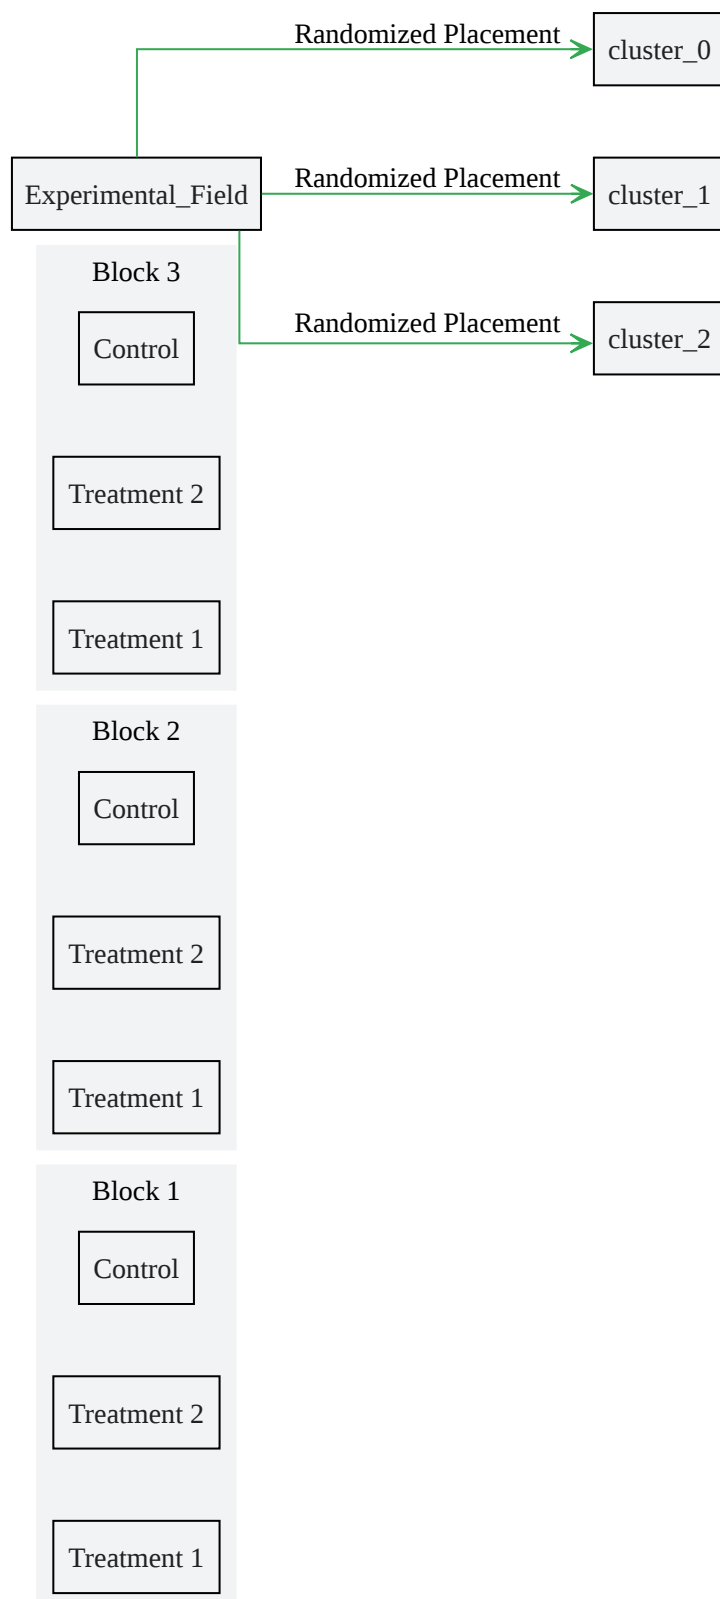 Randomized Placement
cluster_0
Experimental_Field
Randomized Placement
cluster_1
Randomized Placement
cluster_2
Block 3
Control
Treatment 2
Treatment 1
Block 2
Control
Treatment 2
Treatment 1
Block 1
Control
Treatment 2
Treatment 1